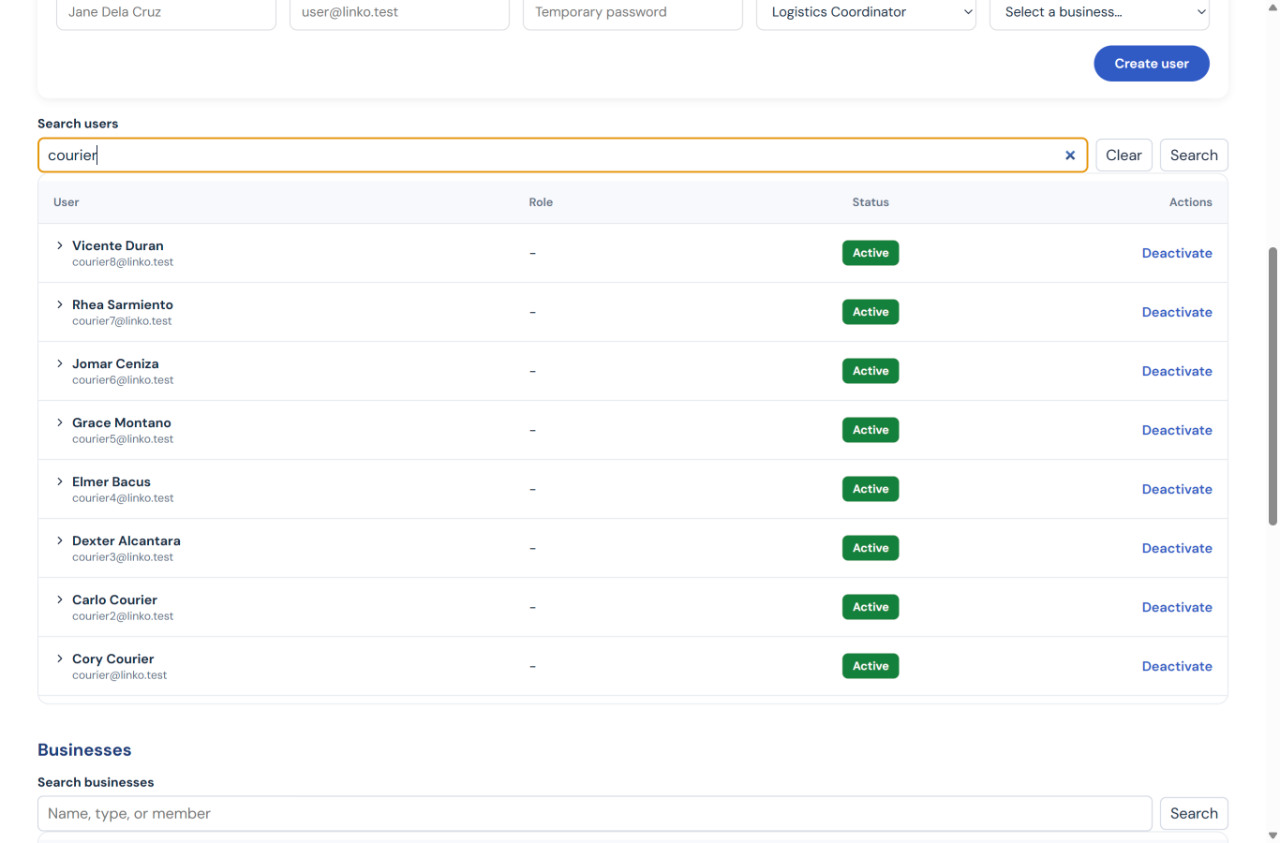 Jane Dela Cruz user@linko.test Temporary password Logistics Coordinator Select a business...
Create user
Search users
courier Clear Search
User Role Status Actions
Vicente Duran
courier8@linko.test - Active Deactivate
Rhea Sarmiento
courier7@linko.test - Active Deactivate
Jomar Ceniza
courier6@linko.test - Active Deactivate
Grace Montano
courier5@linko.test - Active Deactivate
Elmer Bacus
courier4@linko.test - Active Deactivate
Dexter Alcantara
courier3@linko.test - Active Deactivate
Carlo Courier
courier2@linko.test - Active Deactivate
Cory Courier
courier@linko.test - Active Deactivate
Businesses
Search businesses
Name, type, or member Search